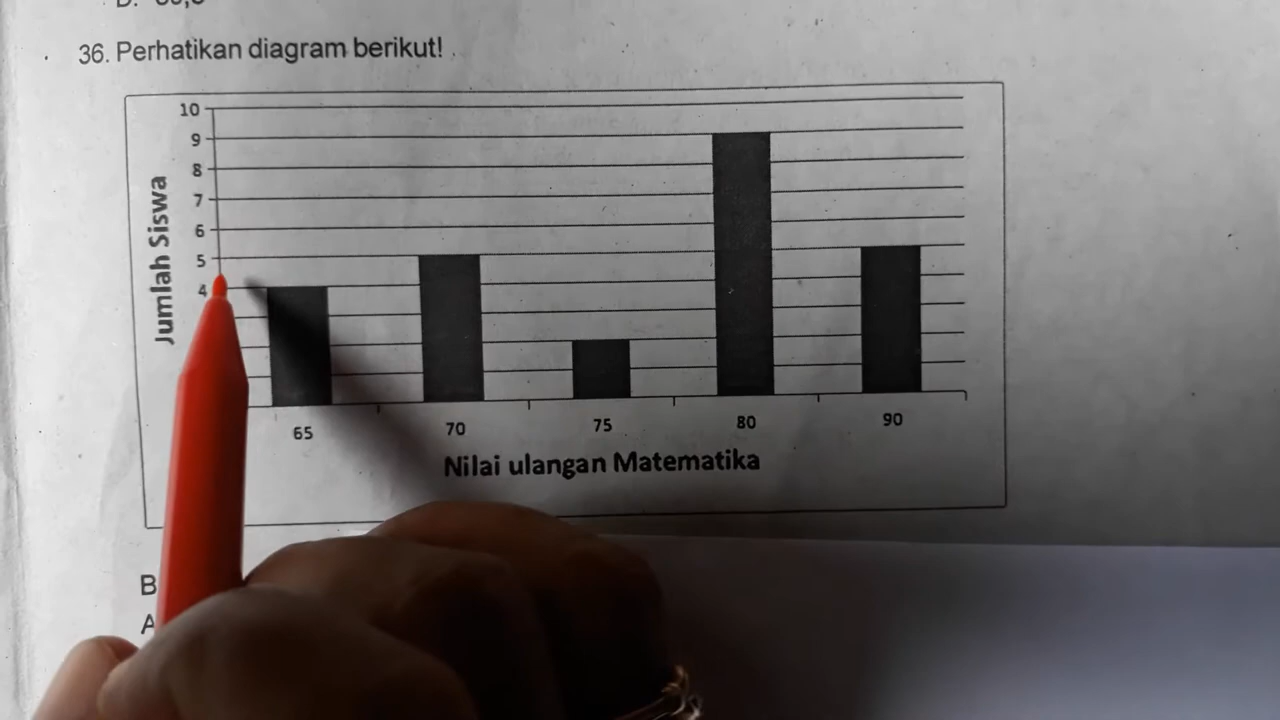 36. Perhatikan diagram berikut!
10
9
8
7
6
5
4
Jumlah Siswa
65 70 75 80 90
Nilai ulangan Matematika
B
A